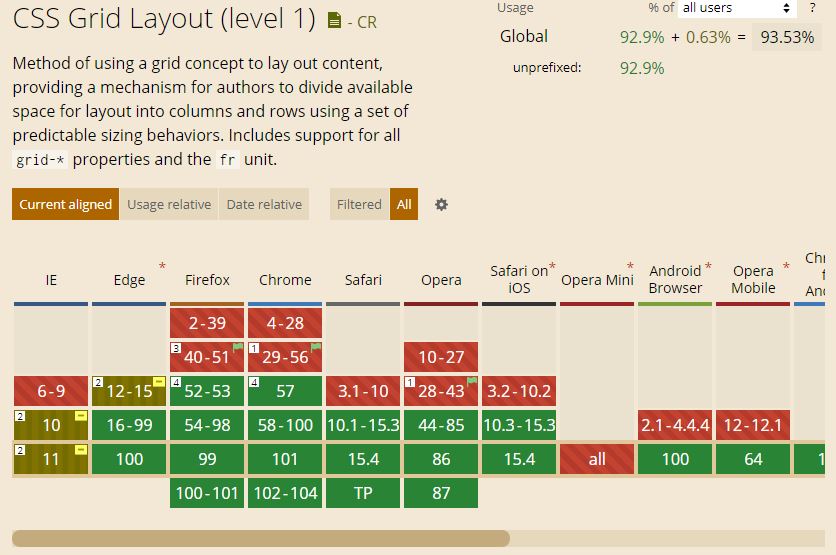 CSS Grid Layout (level 1) - CR
Usage % of all users ?
Global 92.9% + 0.63% = 93.53%
unprefixed: 92.9%
Method of using a grid concept to lay out content,
providing a mechanism for authors to divide available
space for layout into columns and rows using a set of
predictable sizing behaviors. Includes support for all
grid-* properties and the fr unit.
Current aligned Usage relative Date relative Filtered All
IE Edge * Firefox Chrome Safari Opera Safari on iOS * Opera Mini * Android Browser * Opera Mobile *
2-39 4-28
3 40-51 1 29-56 10-27
6-9 2 12-15 4 52-53 4 57 3.1-10 1 28-43 3.2-10.2
2 10 16-99 54-98 58-100 10.1-15.3 44-85 10.3-15.3 2.1-4.4.4 12-12.1
2 11 100 99 101 15.4 86 15.4 all 100 64
100-101 102-104 TP 87